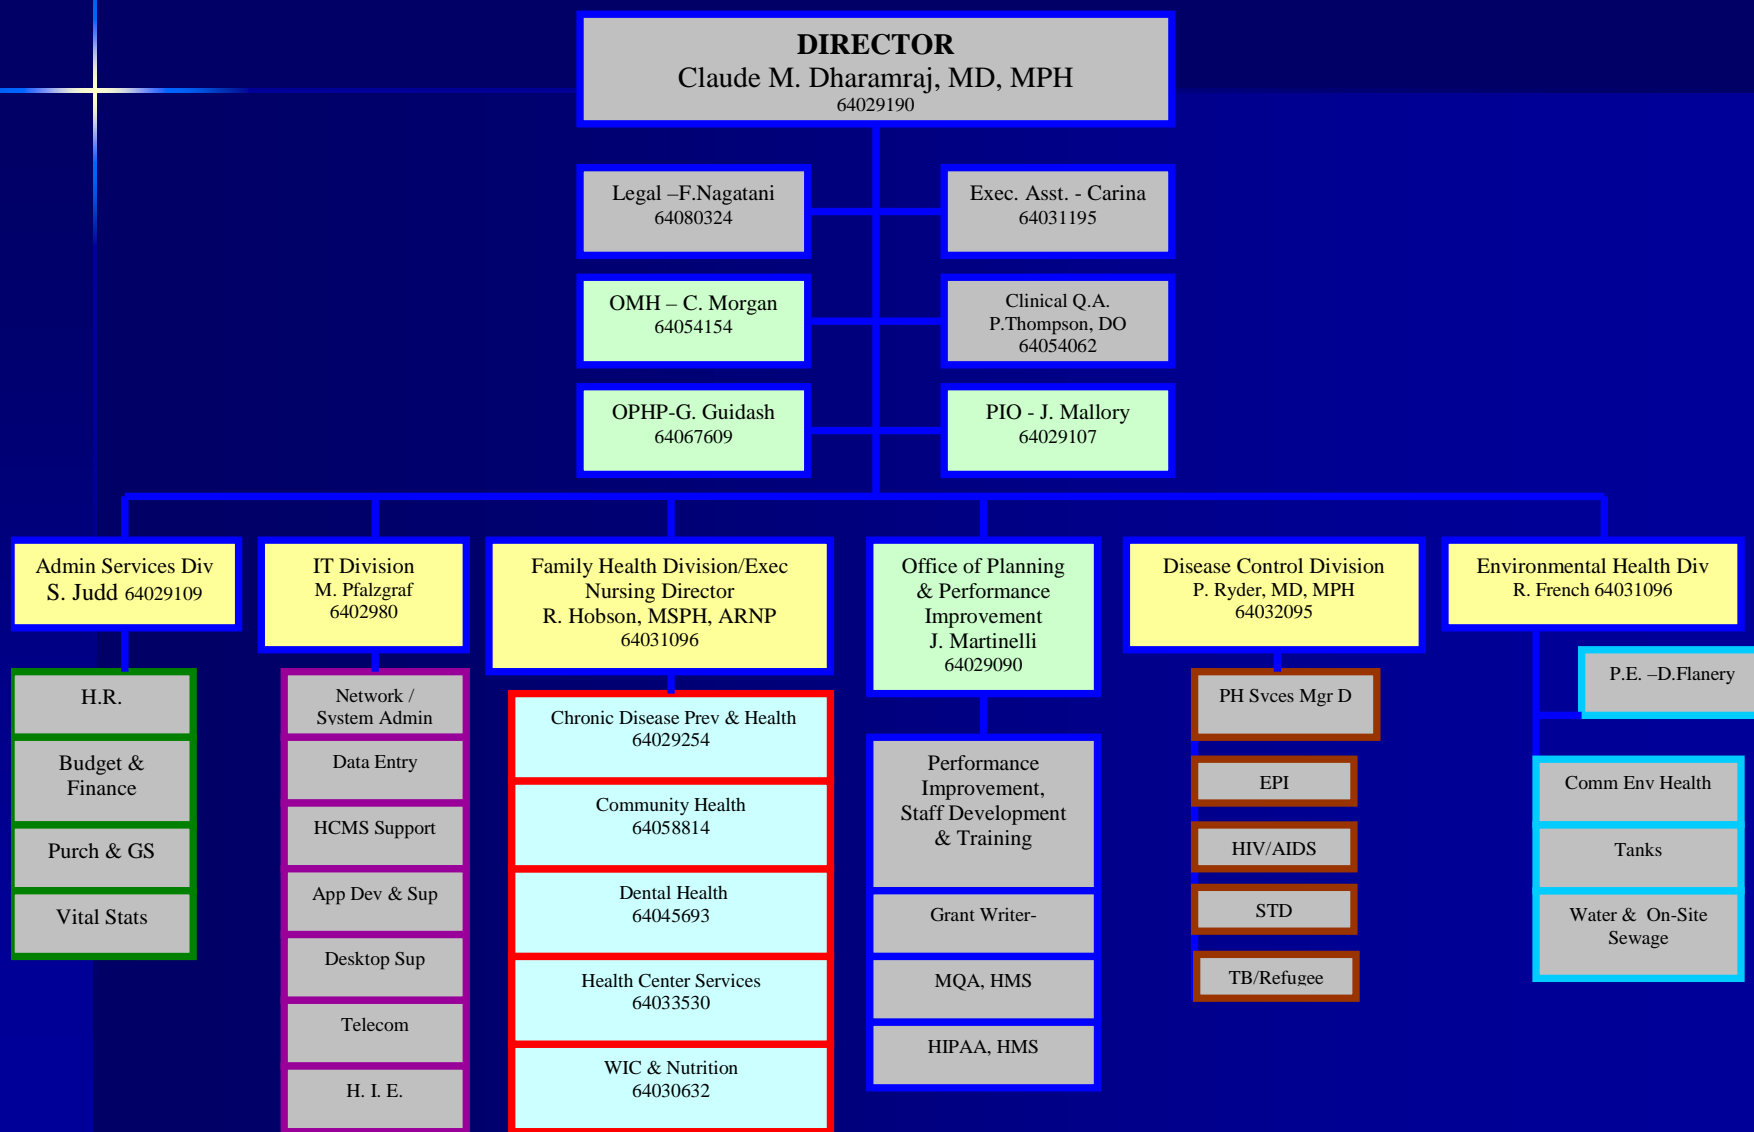 DIRECTOR
Claude M. Dharamraj, MD, MPH
64029190
Legal –F.Nagatani
64080324
Exec. Asst. - Carina
64031195
OMH – C. Morgan
64054154
Clinical Q.A.
P.Thompson, DO
64054062
OPHP-G. Guidash
64067609
PIO - J. Mallory
64029107
Admin Services Div
S. Judd 64029109
H.R.
Budget &
Finance
Purch & GS
Vital Stats
IT Division
M. Pfalzgraf
6402980
Network /
System Admin
Data Entry
HCMS Support
App Dev & Sup
Desktop Sup
Telecom
H. I. E.
Family Health Division/Exec
Nursing Director
R. Hobson, MSPH, ARNP
64031096
Chronic Disease Prev & Health
64029254
Community Health
64058814
Dental Health
64045693
Health Center Services
64033530
WIC & Nutrition
64030632
Office of Planning
& Performance
Improvement
J. Martinelli
64029090
Performance
Improvement,
Staff Development
& Training
Grant Writer-
MQA, HMS
HIPAA, HMS
Disease Control Division
P. Ryder, MD, MPH
64032095
PH Svces Mgr D
EPI
HIV/AIDS
STD
TB/Refugee
Environmental Health Div
R. French 64031096
P.E. –D.Flanery
Comm Env Health
Tanks
Water & On-Site
Sewage